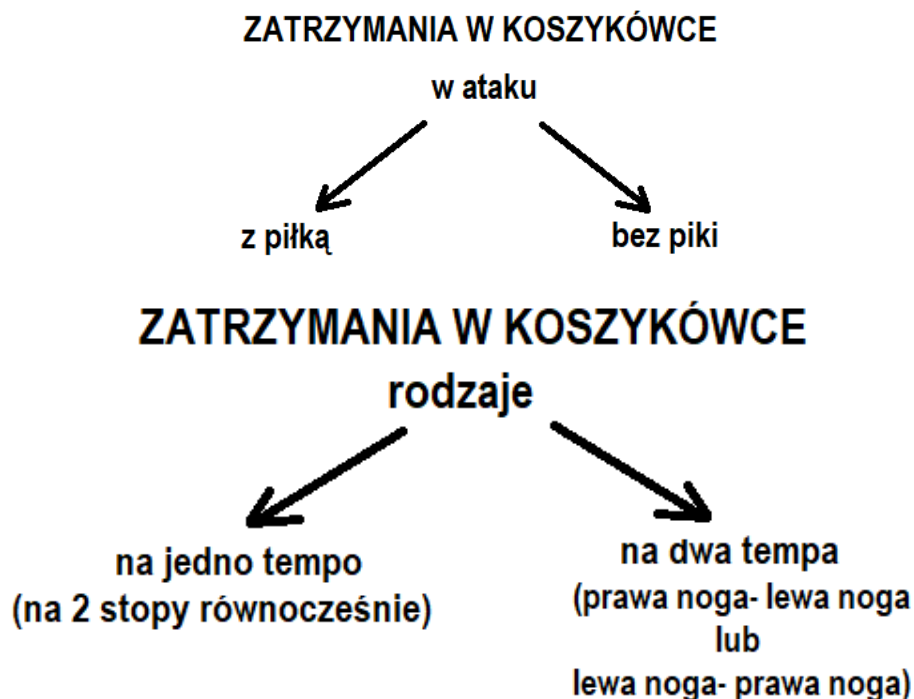 ZATRZYMANIA W KOSZYKÓWCE
w ataku
z piłką
bez piki
ZATRZYMANIA W KOSZYKÓWCE
rodzaje
na jedno tempo
(na 2 stopy równocześnie)
na dwa tempa
(prawa noga- lewa noga
lub
lewa noga- prawa noga)